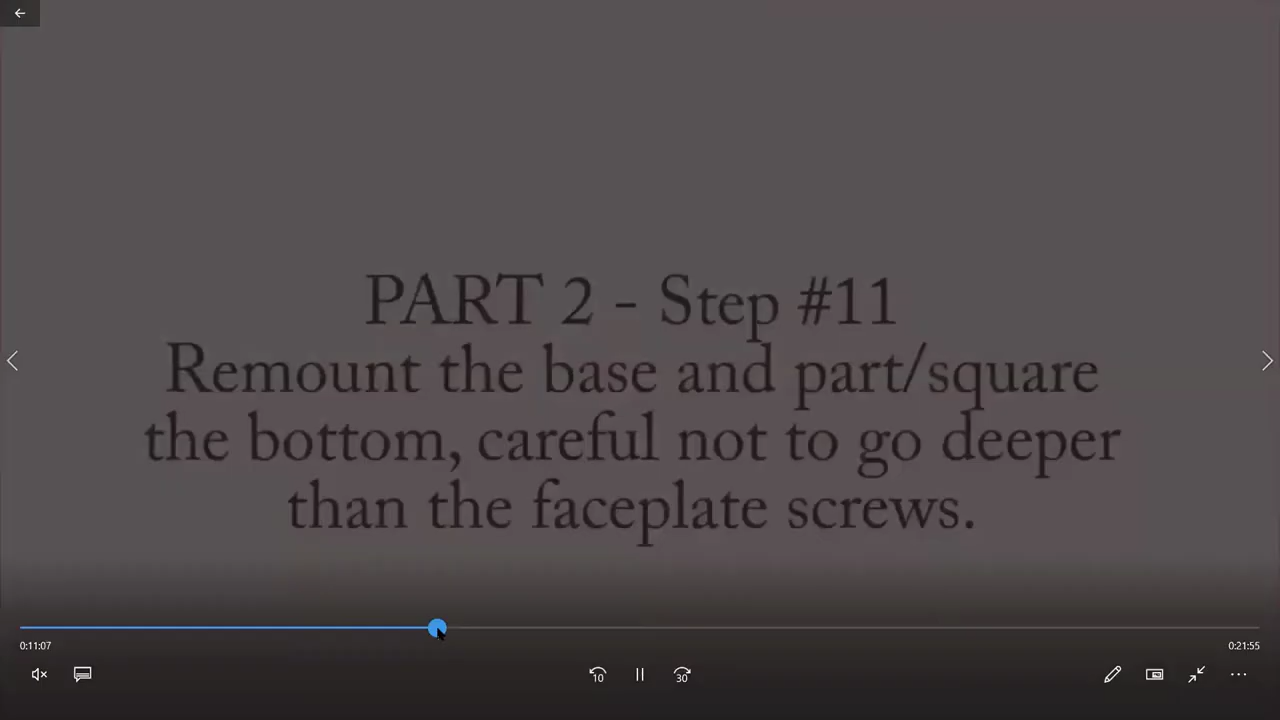 PART 2 - Step #11
Remount the base and part/square
the bottom, careful not to go deeper
than the faceplate screws.
0:11:07
0:21:55
10
30